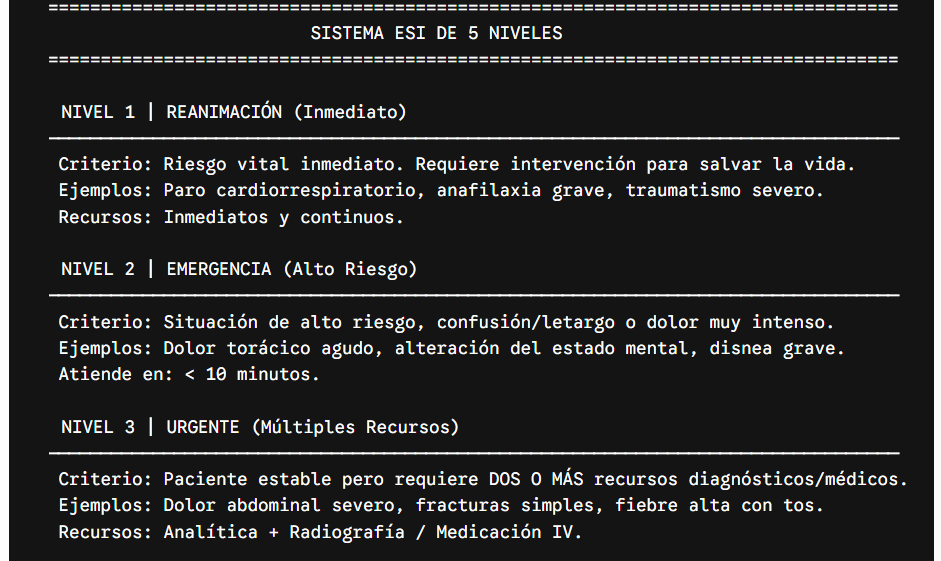 ================================================================================
SISTEMA ESI DE 5 NIVELES
================================================================================
NIVEL 1 | REANIMACIÓN (Inmediato)
Criterio: Riesgo vital inmediato. Requiere intervención para salvar la vida.
Ejemplos: Paro cardiorrespiratorio, anafilaxia grave, traumatismo severo.
Recursos: Inmediatos y continuos.
NIVEL 2 | EMERGENCIA (Alto Riesgo)
Criterio: Situación de alto riesgo, confusión/letargo o dolor muy intenso.
Ejemplos: Dolor torácico agudo, alteración del estado mental, disnea grave.
Atiende en: < 10 minutos.
NIVEL 3 | URGENTE (Múltiples Recursos)
Criterio: Paciente estable pero requiere DOS O MÁS recursos diagnósticos/médicos.
Ejemplos: Dolor abdominal severo, fracturas simples, fiebre alta con tos.
Recursos: Analítica + Radiografía / Medicación IV.